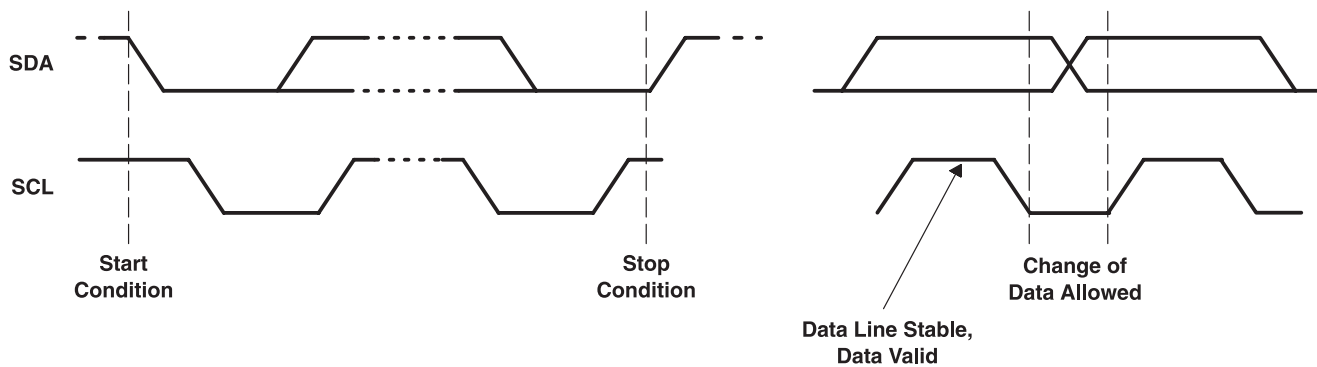 SDA
SCL
Start
Condition
Stop
Condition
Change of
Data Allowed
Data Line Stable,
Data Valid